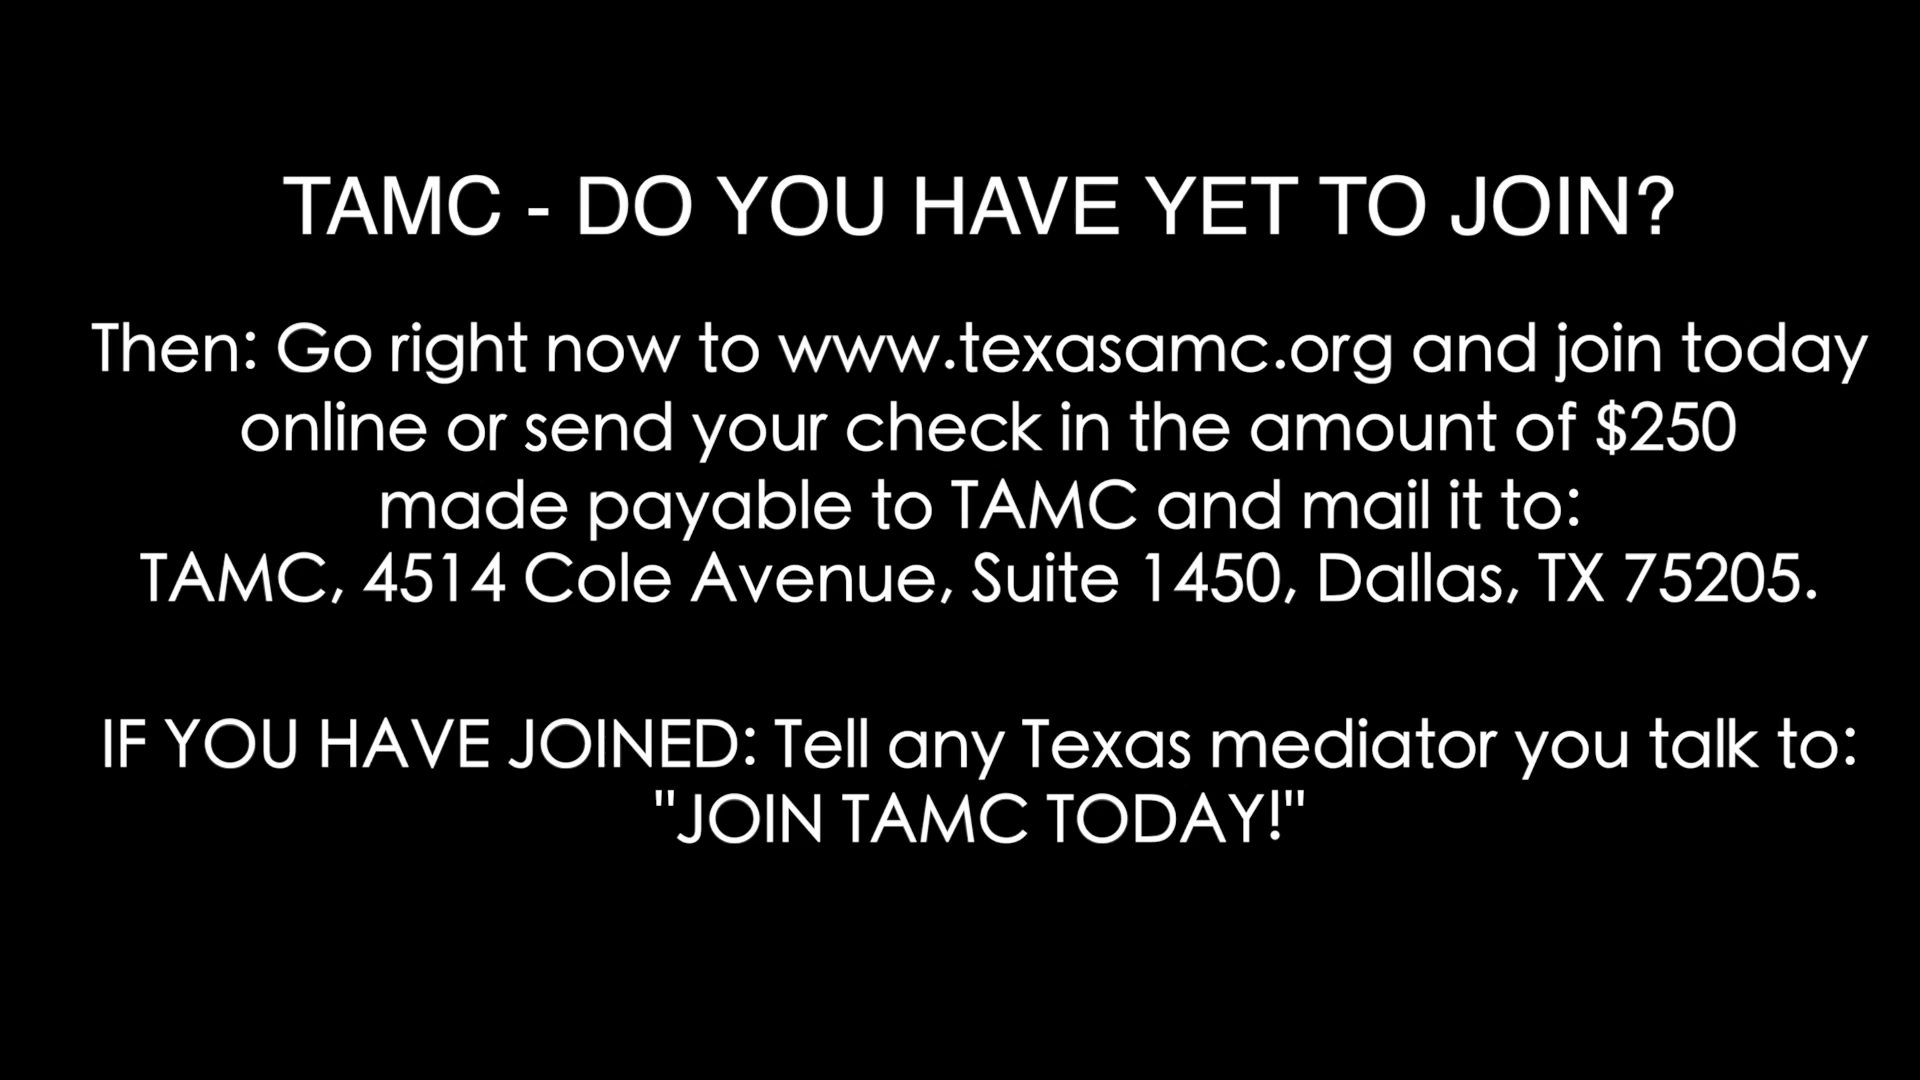 TAMC - DO YOU HAVE YET TO JOIN?
Then: Go right now to www.texasamc.org and join today
online or send your check in the amount of $250
made payable to TAMC and mail it to:
TAMC, 4514 Cole Avenue, Suite 1450, Dallas, TX 75205.
IF YOU HAVE JOINED: Tell any Texas mediator you talk to:
"JOIN TAMC TODAY!"